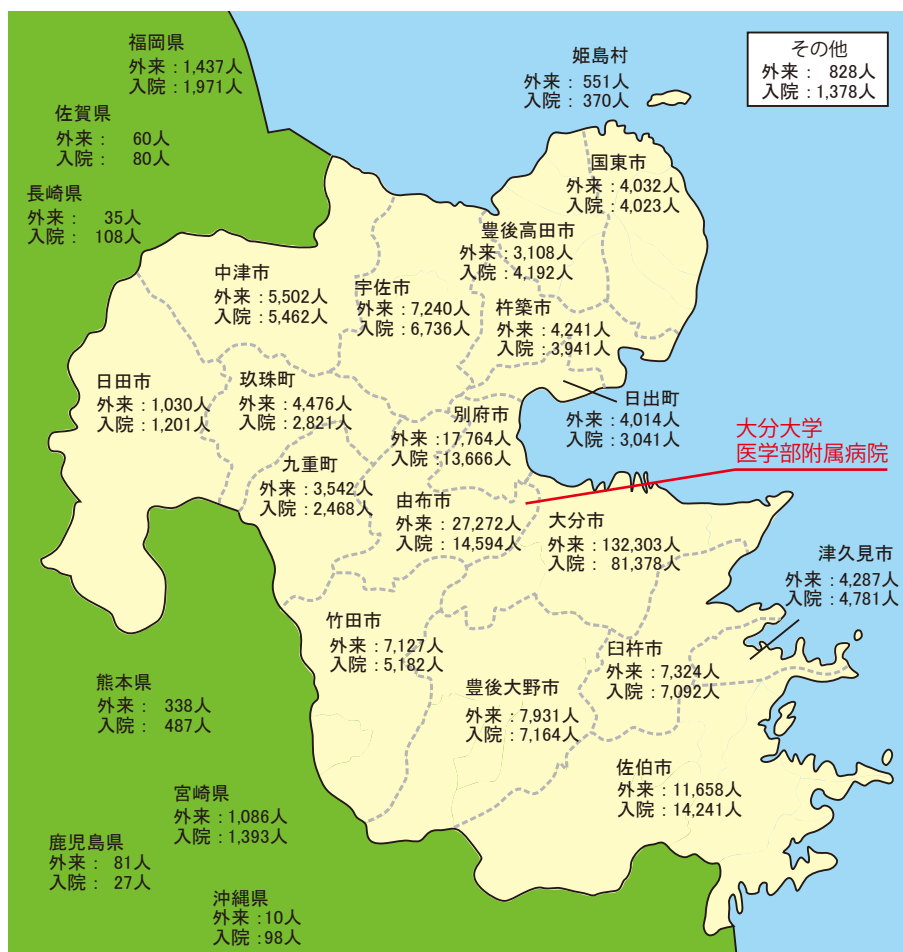 福岡県
外来：1,437人
入院：1,971人
佐賀県
外来： 60人
入院： 80人
長崎県
外来： 35人
入院： 108人
姫島村
外来： 551人
入院： 370人
その他
外来： 828人
入院：1,378人
国東市
外来：4,032人
入院：4,023人
豊後高田市
外来：3,108人
入院：4,192人
中津市
外来：5,502人
入院：5,462人
宇佐市
外来：7,240人
入院：6,736人
杵築市
外来：4,241人
入院：3,941人
日田市
外来：1,030人
入院：1,201人
玖珠町
外来：4,476人
入院：2,821人
別府市
外来：17,764人
入院：13,666人
日出町
外来：4,014人
入院：3,041人
大分大学
医学部附属病院
九重町
外来：3,542人
入院：2,468人
由布市
外来：27,272人
入院：14,594人
大分市
外来：132,303人
入院： 81,378人
津久見市
外来：4,287人
入院：4,781人
竹田市
外来：7,127人
入院：5,182人
臼杵市
外来：7,324人
入院：7,092人
豊後大野市
外来：7,931人
入院：7,164人
熊本県
外来： 338人
入院： 487人
佐伯市
外来：11,658人
入院：14,241人
宮崎県
外来：1,086人
入院：1,393人
鹿児島県
外来： 81人
入院： 27人
沖縄県
外来：10人
入院：98人